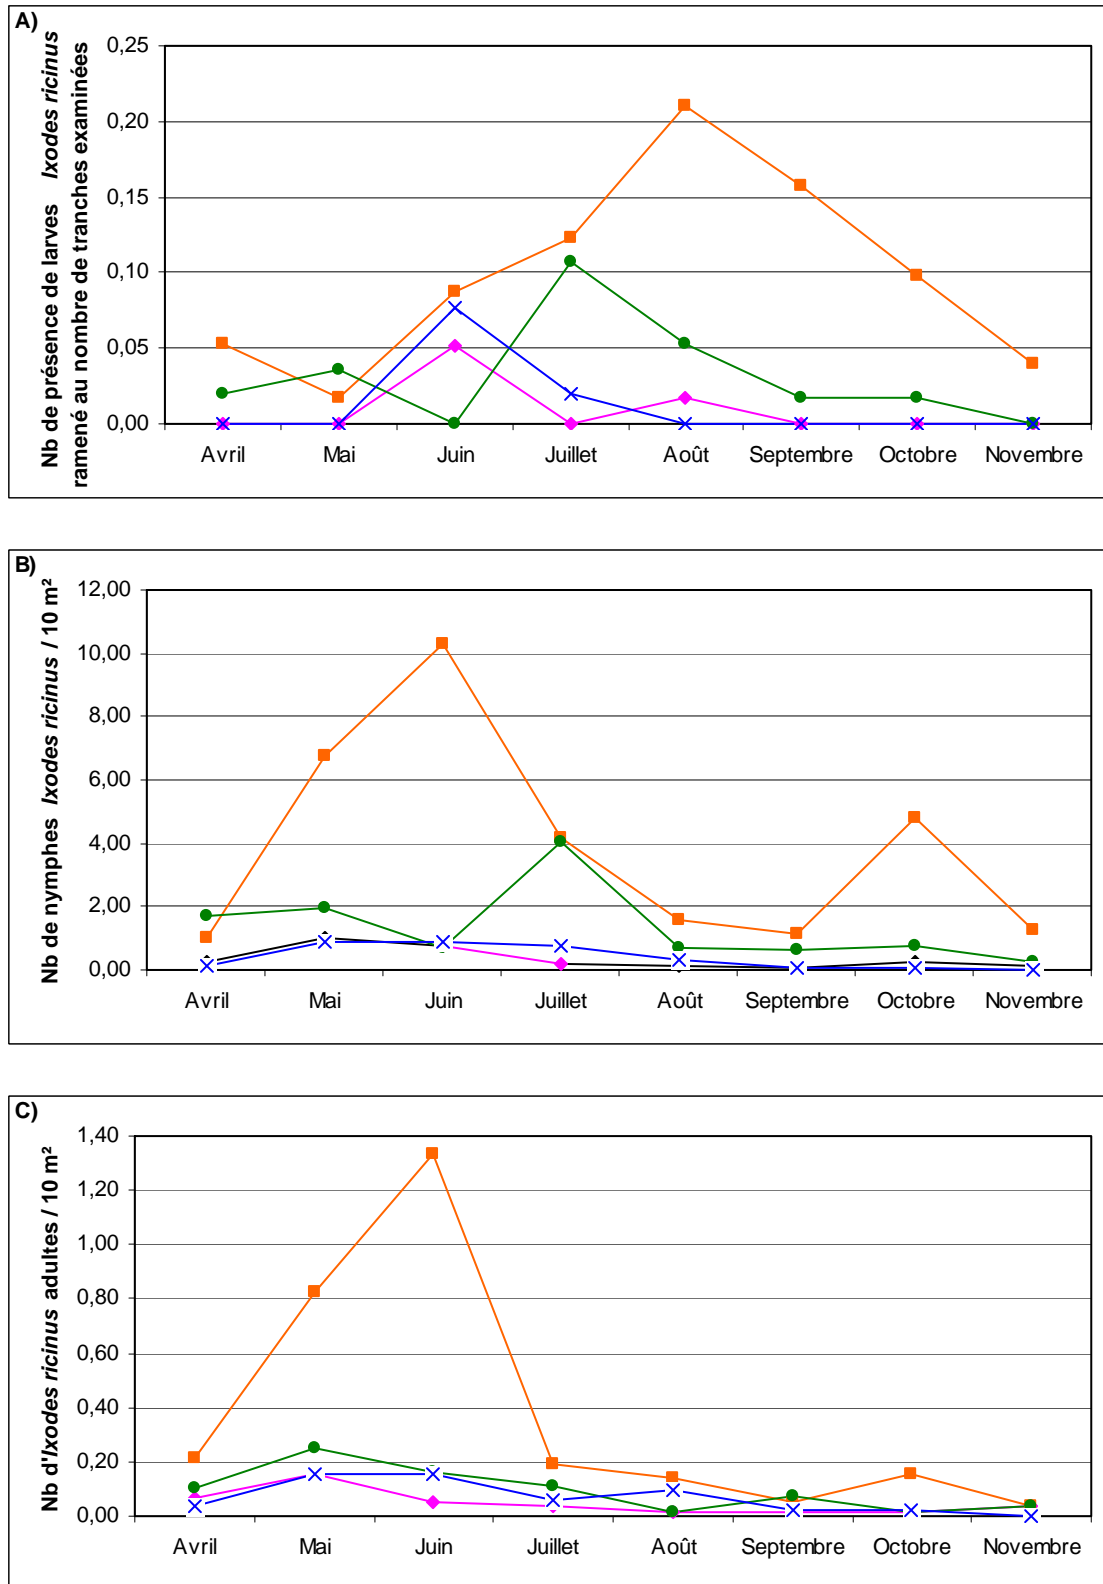 A)
Nb de présence de larves Ixodes ricinus
ramené au nombre de tranches examinées
0,25
0,20
0,15
0,10
0,05
0,00
Avril Mai Juin Juillet Août Septembre Octobre Novembre
B)
Nb de nymphes Ixodes ricinus / 10 m²
12,00
10,00
8,00
6,00
4,00
2,00
0,00
Avril Mai Juin Juillet Août Septembre Octobre Novembre
C)
Nb d'Ixodes ricinus adultes / 10 m²
1,40
1,20
1,00
0,80
0,60
0,40
0,20
0,00
Avril Mai Juin Juillet Août Septembre Octobre Novembre